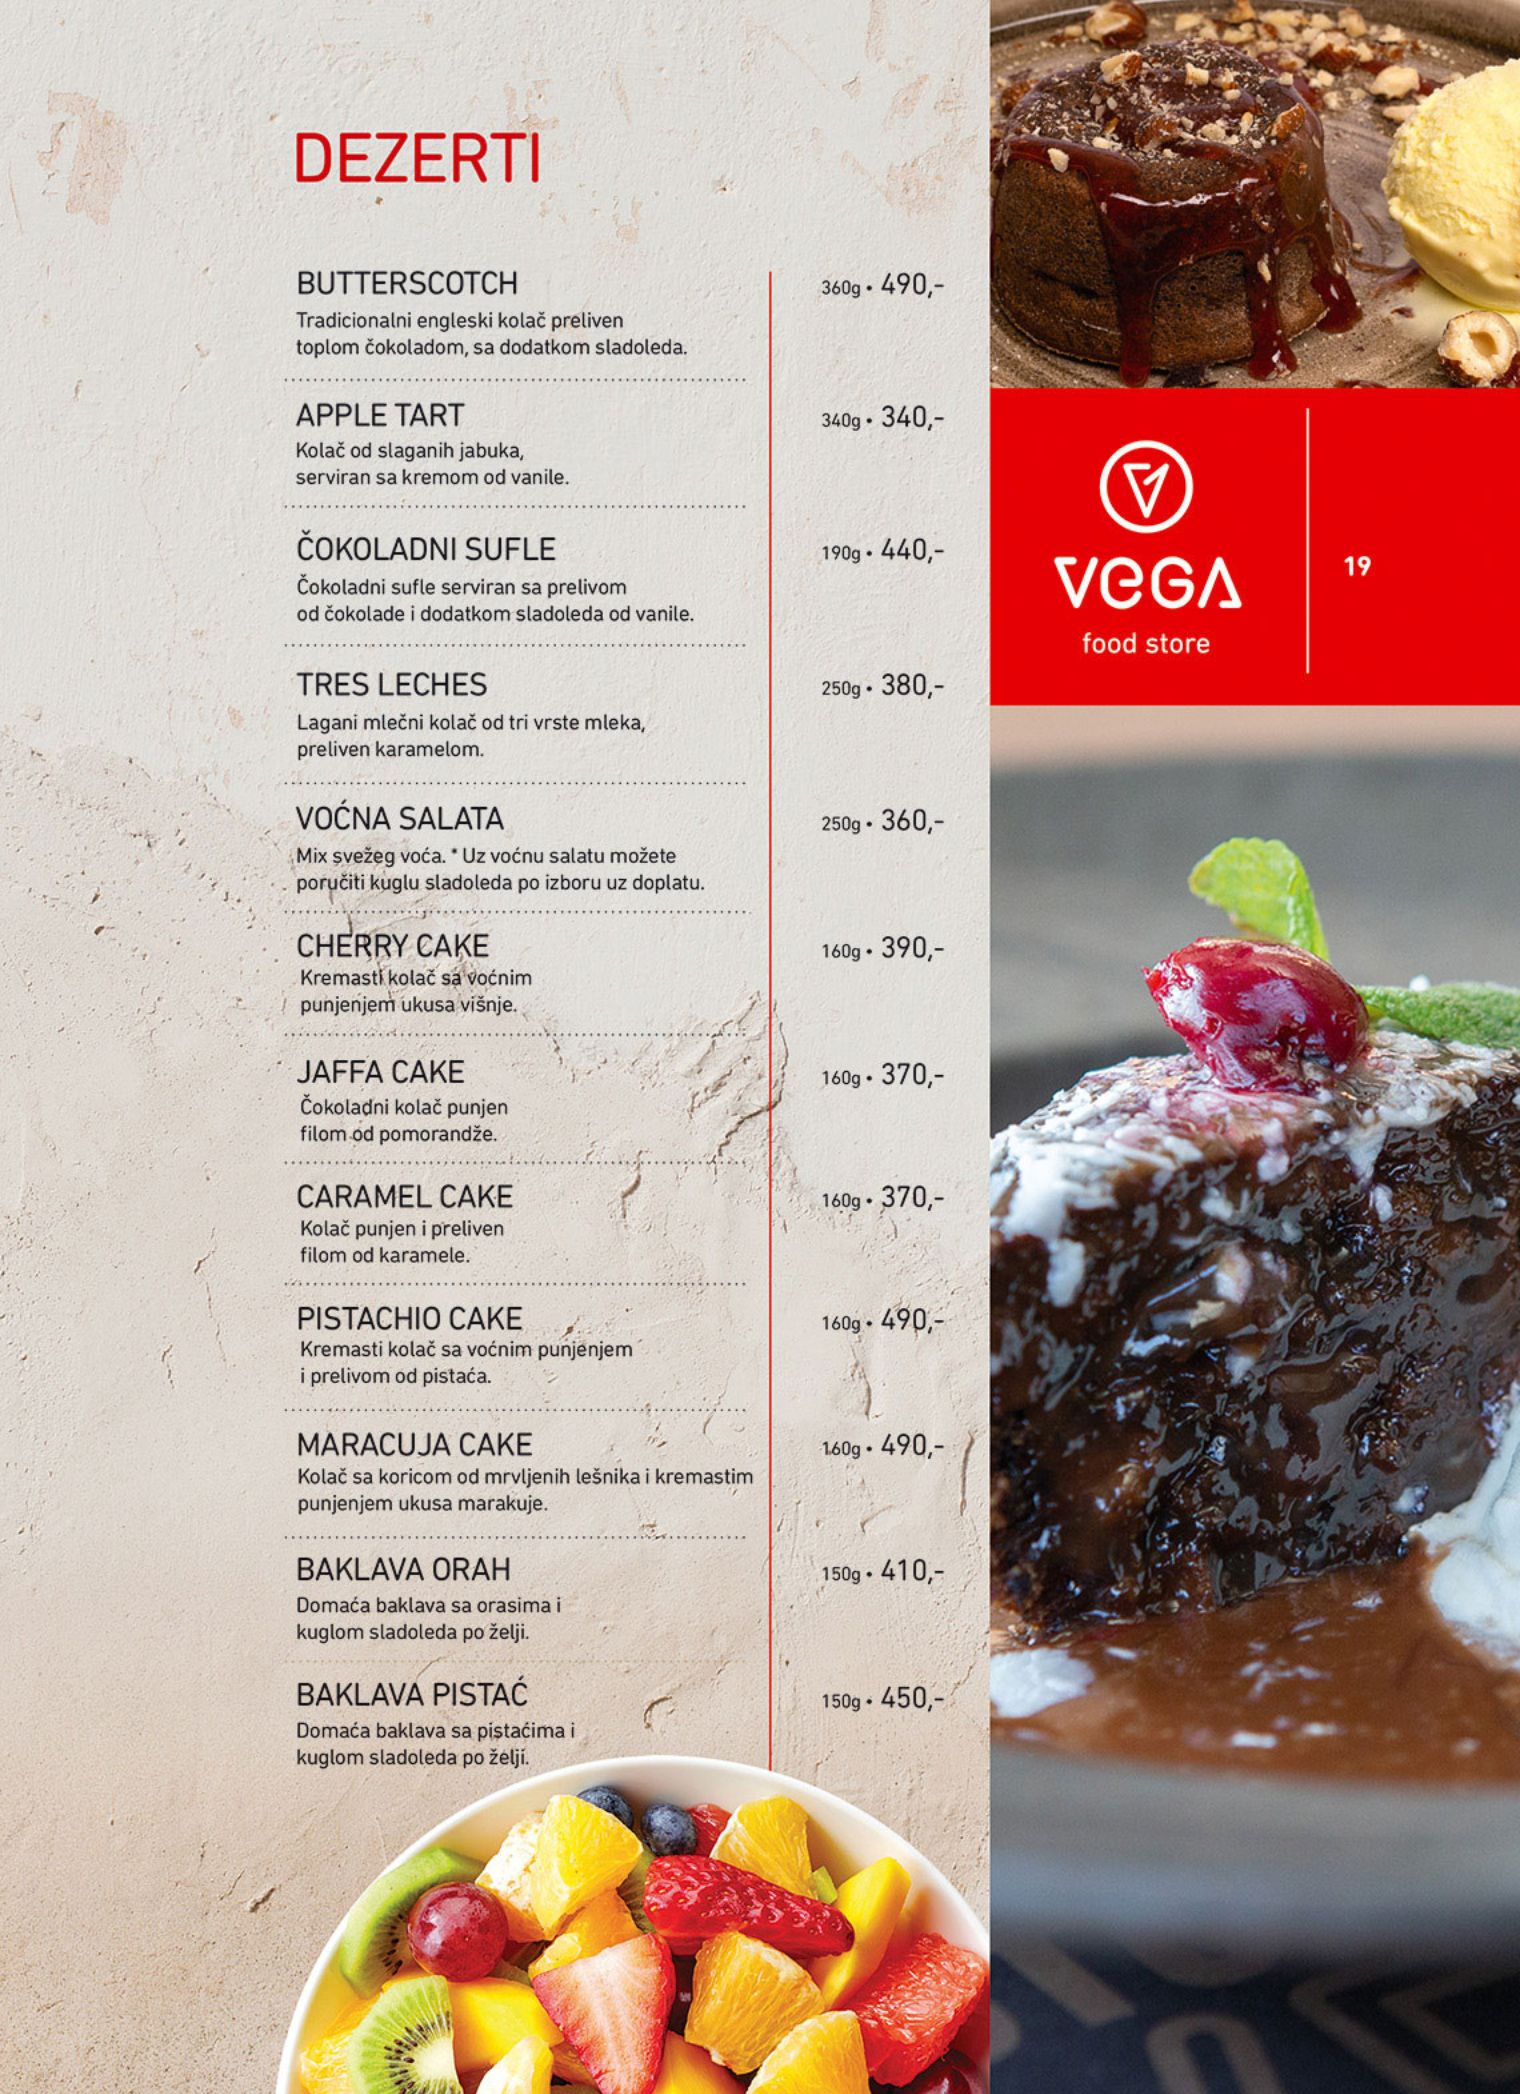 DEZERTI
BUTTERSCOTCH 360g • 490,-
Tradicionalni engleski kolač preliven
toplom čokoladom, sa dodatkom sladoleda.
APPLE TART 340g • 340,-
Kolač od slaganih jabuka,
serviran sa kremom od vanile.
ČOKOLADNI SUFLE 190g • 440,-
Čokoladni sufle serviran sa prelivom
od čokolade i dodatkom sladoleda od vanile.
TRES LECHES 250g • 380,-
Lagani mlečni kolač od tri vrste mleka,
preliven karamelom.
VOĆNA SALATA 250g • 360,-
Mix svežeg voća. * Uz voćnu salatu možete
poručiti kuglu sladoleda po izboru uz doplatu.
CHERRY CAKE 160g • 390,-
Kremasti kolač sa voćnim
punjenjem ukusa višnje.
JAFFA CAKE 160g • 370,-
Čokoladni kolač punjen
filom od pomorandže.
CARAMEL CAKE 160g • 370,-
Kolač punjen i preliven
filom od karamele.
PISTACHIO CAKE 160g • 490,-
Kremasti kolač sa voćnim punjenjem
i prelivom od pistaća.
MARACUJA CAKE 160g • 490,-
Kolač sa koricom od mrvljenih lešnika i kremastim
punjenjem ukusa marakuje.
BAKLAVA ORAH 150g • 410,-
Domaća baklava sa orasima i
kuglom sladoleda po želji.
BAKLAVA PISTAĆ 150g • 450,-
Domaća baklava sa pistaćima i
kuglom sladoleda po želji.
VEGA
food store
19